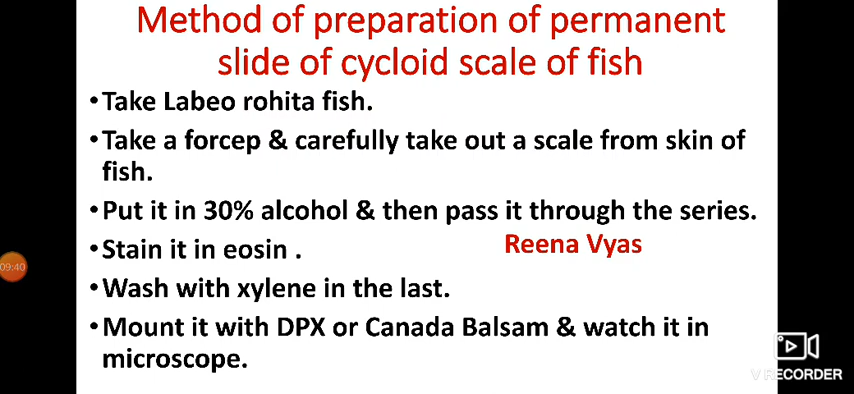 Method of preparation of permanent
slide of cycloid scale of fish
•Take Labeo rohita fish.
•Take a forcep & carefully take out a scale from skin of
fish.
•Put it in 30% alcohol & then pass it through the series.
•Stain it in eosin .
Reena Vyas
•Wash with xylene in the last.
•Mount it with DPX or Canada Balsam & watch it in
microscope.
09:40
V RECORDER